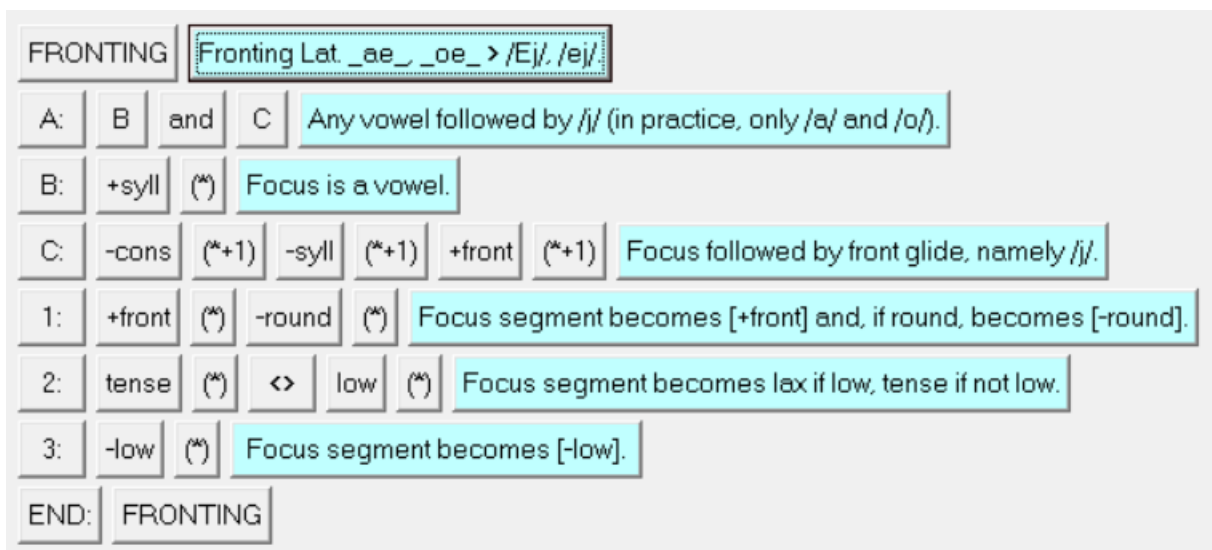 FRONTING Fronting Lat. _ae_, _oe_ > /Ej/, /ej/.
A: B and C Any vowel followed by /j/ (in practice, only /a/ and /o/).
B: +syll (*) Focus is a vowel.
C: -cons (*+1) -syll (*+1) +front (*+1) Focus followed by front glide, namely /j/.
1: +front (*) -round (*) Focus segment becomes [+front] and, if round, becomes [-round].
2: tense (*) <> low (*) Focus segment becomes lax if low, tense if not low.
3: -low (*) Focus segment becomes [-low].
END: FRONTING